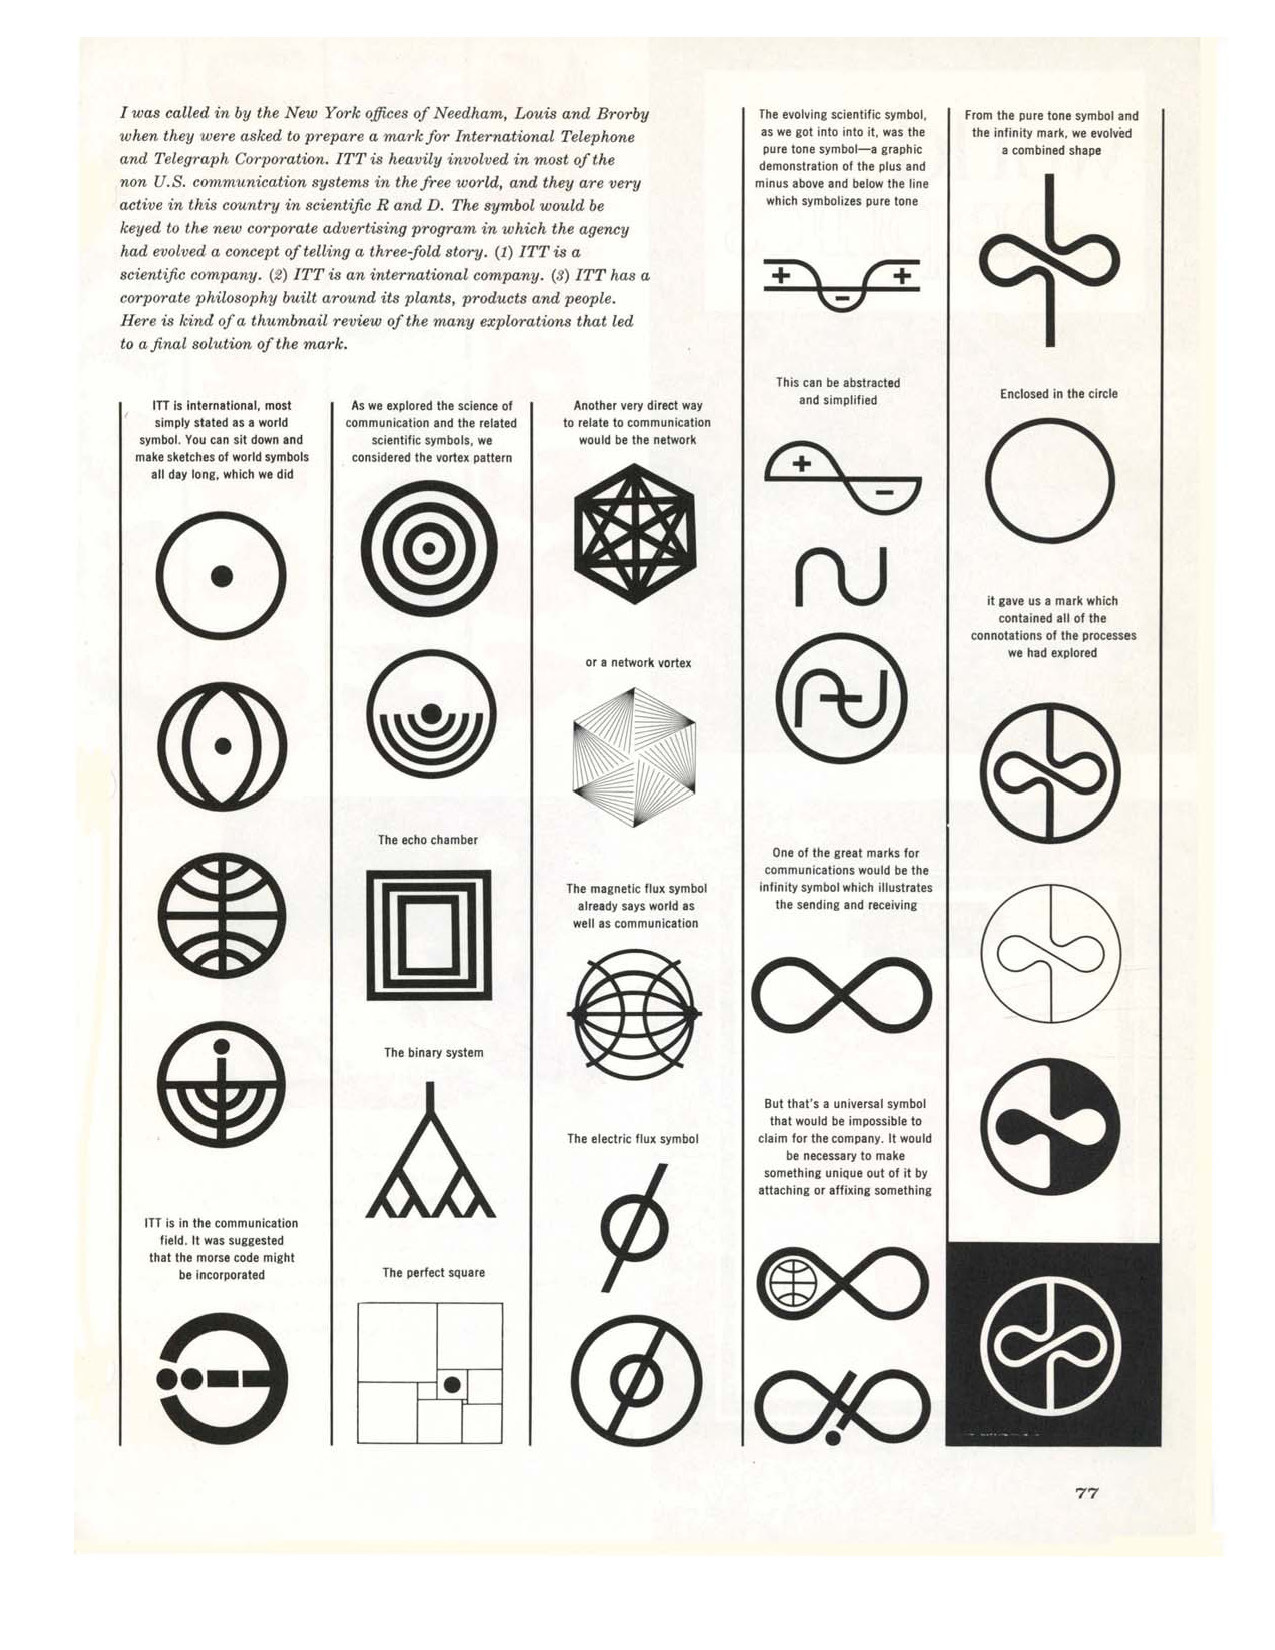 I was called in by the New York offices of Needham, Louis and Brorby
when they were asked to prepare a mark for International Telephone
and Telegraph Corporation. ITT is heavily involved in most of the
non U.S. communication systems in the free world, and they are very
active in this country in scientific R and D. The symbol would be
keyed to the new corporate advertising program in which the agency
had evolved a concept of telling a three-fold story. (1) ITT is a
scientific company. (2) ITT is an international company. (3) ITT has a
corporate philosophy built around its plants, products and people.
Here is kind of a thumbnail review of the many explorations that led
to a final solution of the mark.
ITT is international, most
simply stated as a world
symbol. You can sit down and
make sketches of world symbols
all day long, which we did
ITT is in the communication
field. It was suggested
that the morse code might
be incorporated
As we explored the science of
communication and the related
scientific symbols, we
considered the vortex pattern
The echo chamber
The binary system
The perfect square
Another very direct way
to relate to communication
would be the network
or a network vortex
The magnetic flux symbol
already says world as
well as communication
The electric flux symbol
The evolving scientific symbol,
as we got into into it, was the
pure tone symbol—a graphic
demonstration of the plus and
minus above and below the line
which symbolizes pure tone
+ - +
This can be abstracted
and simplified
+ -
One of the great marks for
communications would be the
infinity symbol which illustrates
the sending and receiving
But that's a universal symbol
that would be impossible to
claim for the company. It would
be necessary to make
something unique out of it by
attaching or affixing something
From the pure tone symbol and
the infinity mark, we evolved
a combined shape
Enclosed in the circle
it gave us a mark which
contained all of the
connotations of the processes
we had explored
77